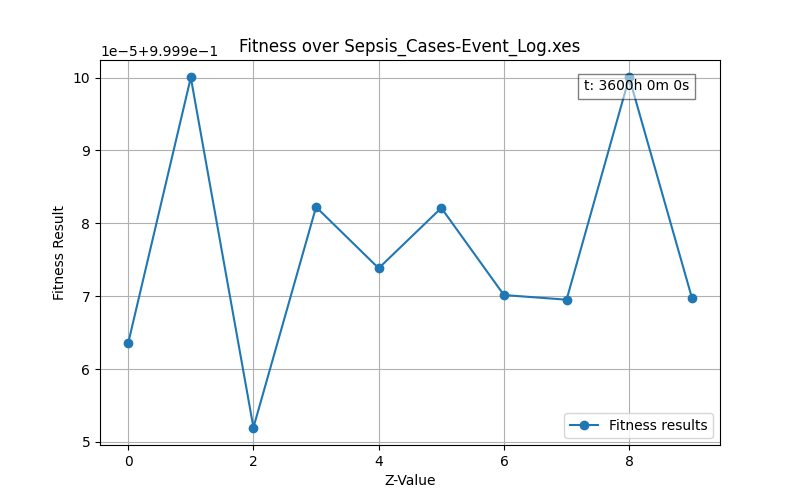 Fitness over Sepsis_Cases-Event_Log.xes
1e−5+9.999e−1
t: 3600h 0m 0s
10
9
8
7
6
5
Fitness Result
Fitness results
0 2 4 6 8
Z-Value